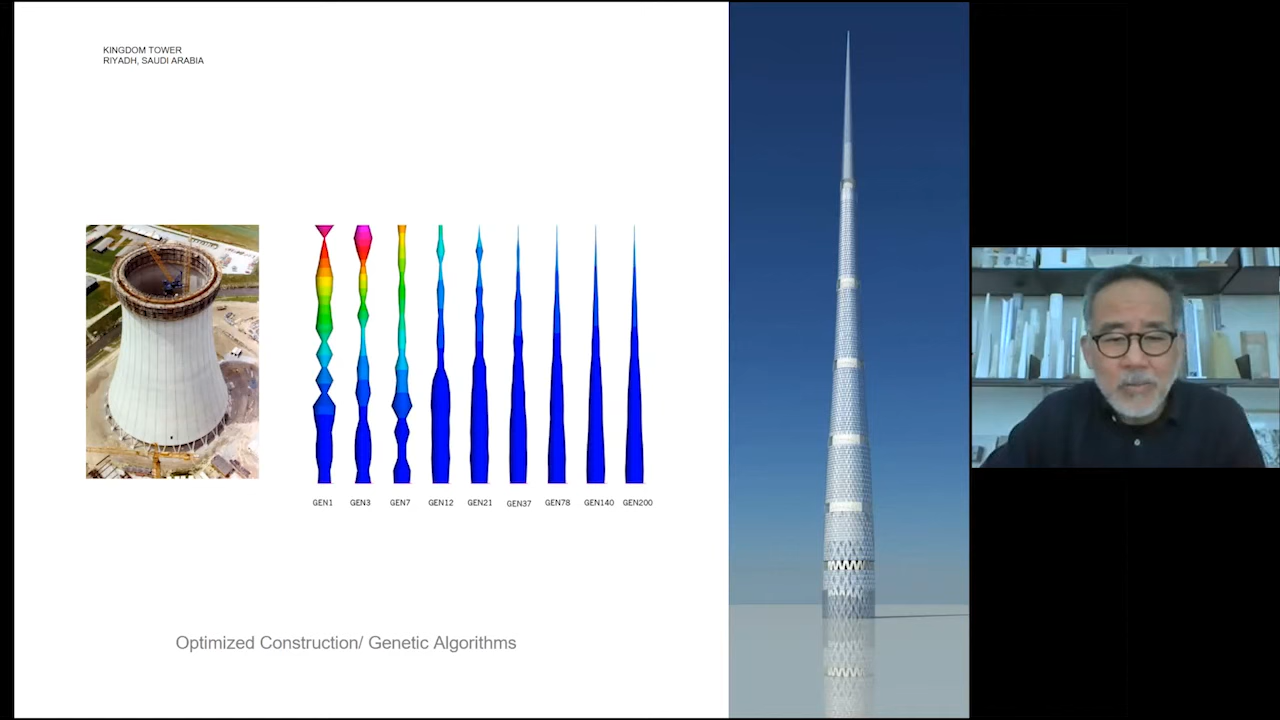 KINGDOM TOWER
RIYADH, SAUDI ARABIA
GEN1 GEN3 GEN7 GEN12 GEN21 GEN37 GEN78 GEN140 GEN200
Optimized Construction/ Genetic Algorithms